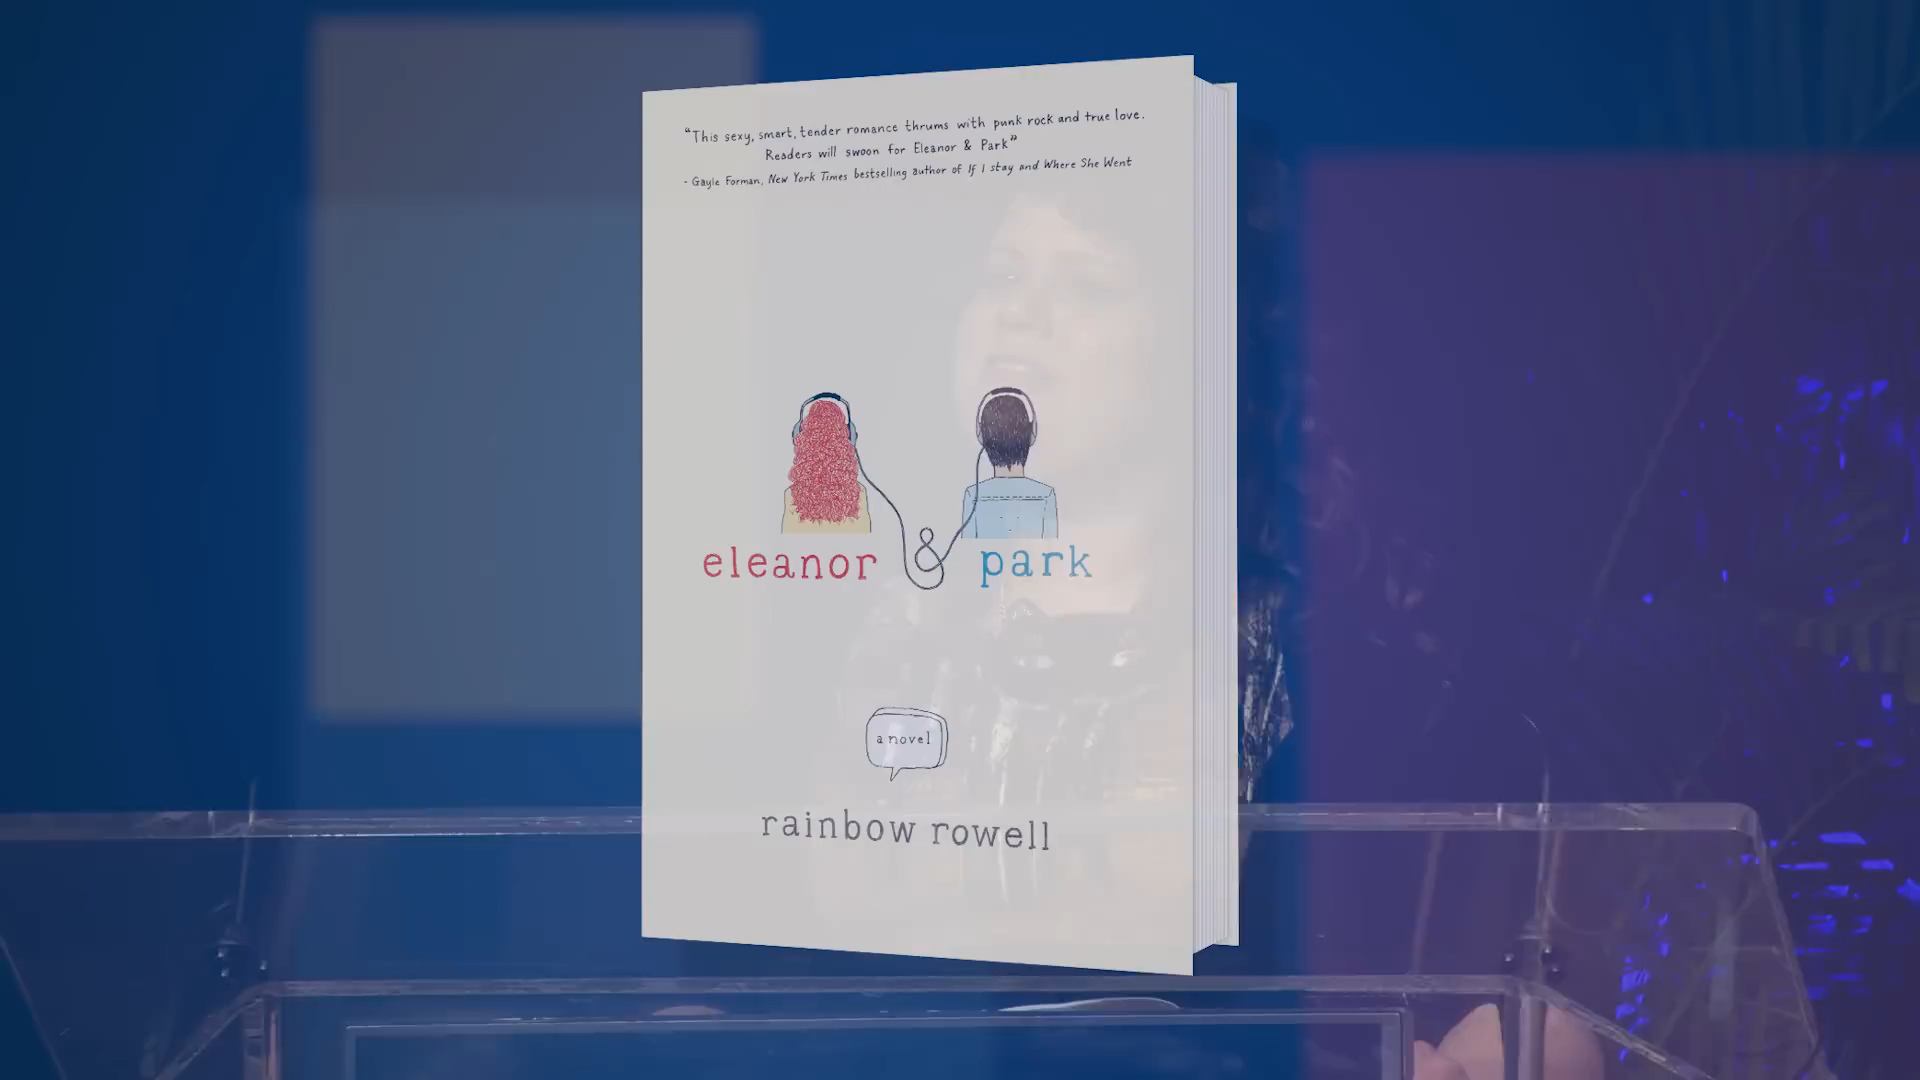 “This sexy, smart, tender romance thrums with punk rock and true love.
Readers will swoon for Eleanor & Park”
- Gayle Forman, New York Times bestselling author of If I stay and Where She Went
eleanor & park
a novel
rainbow rowell